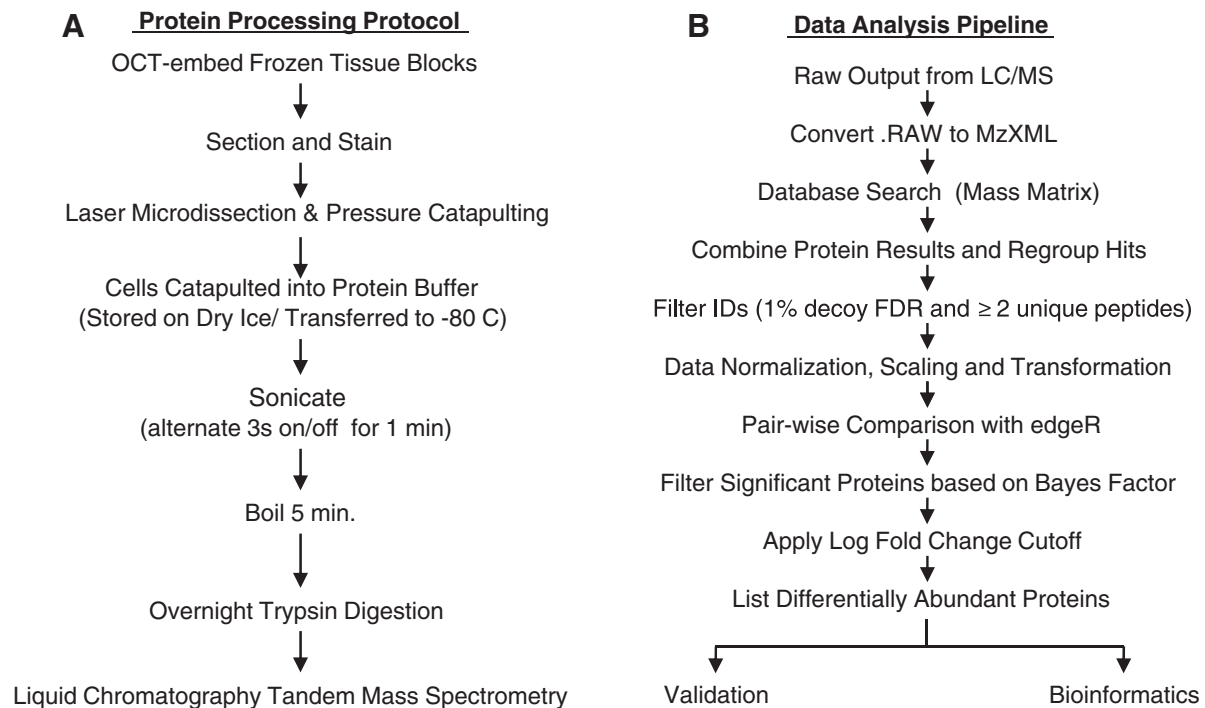 A Protein Processing Protocol
OCT-embed Frozen Tissue Blocks
Section and Stain
Laser Microdissection & Pressure Catapulting
Cells Catapulted into Protein Buffer
(Stored on Dry Ice/ Transferred to -80 C)
Sonicate
(alternate 3s on/off for 1 min)
Boil 5 min.
Overnight Trypsin Digestion
Liquid Chromatography Tandem Mass Spectrometry
B Data Analysis Pipeline
Raw Output from LC/MS
Convert .RAW to MzXML
Database Search (Mass Matrix)
Combine Protein Results and Regroup Hits
Filter IDs (1% decoy FDR and ≥ 2 unique peptides)
Data Normalization, Scaling and Transformation
Pair-wise Comparison with edgeR
Filter Significant Proteins based on Bayes Factor
Apply Log Fold Change Cutoff
List Differentially Abundant Proteins
Validation Bioinformatics